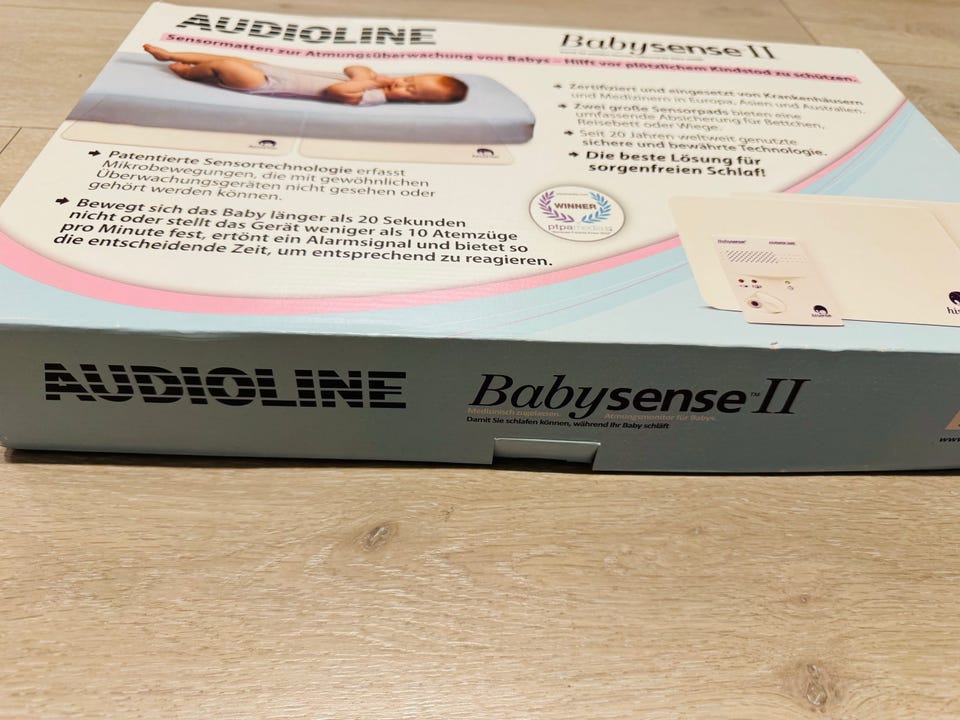 AUDIOLINE
Babysense II
Sensormatten zur Atmungsüberwachung von Babys - Hilft vor plötzlichem Kindstod zu schützen.
➔ Zertifiziert und eingesetzt von Krankenhäusern
und Medizinern in Europa, Asien und Australien.
➔ Zwei große Sensorpads bieten eine
umfassende Absicherung für Bettchen,
Reisebett oder Wiege.
➔ Seit 20 Jahren weltweit genutzte
sichere und bewährte Technologie.
➔ Die beste Lösung für
sorgenfreien Schlaf!
➔ Patentierte Sensortechnologie erfasst
Mikrobewegungen, die mit gewöhnlichen
Überwachungsgeräten nicht gesehen oder
gehört werden können.
➔ Bewegt sich das Baby länger als 20 Sekunden
nicht oder stellt das Gerät weniger als 10 Atemzüge
pro Minute fest, ertönt ein Alarmsignal und bietet so
die entscheidende Zeit, um entsprechend zu reagieren.
WINNER
ptpamedia
Babysense
AUDIOLINE
AUDIOLINE
Babysense™ II
Medizinisch zugelassen. Atmungsmonitor für Babys.
Damit Sie schlafen können, während Ihr Baby schläft